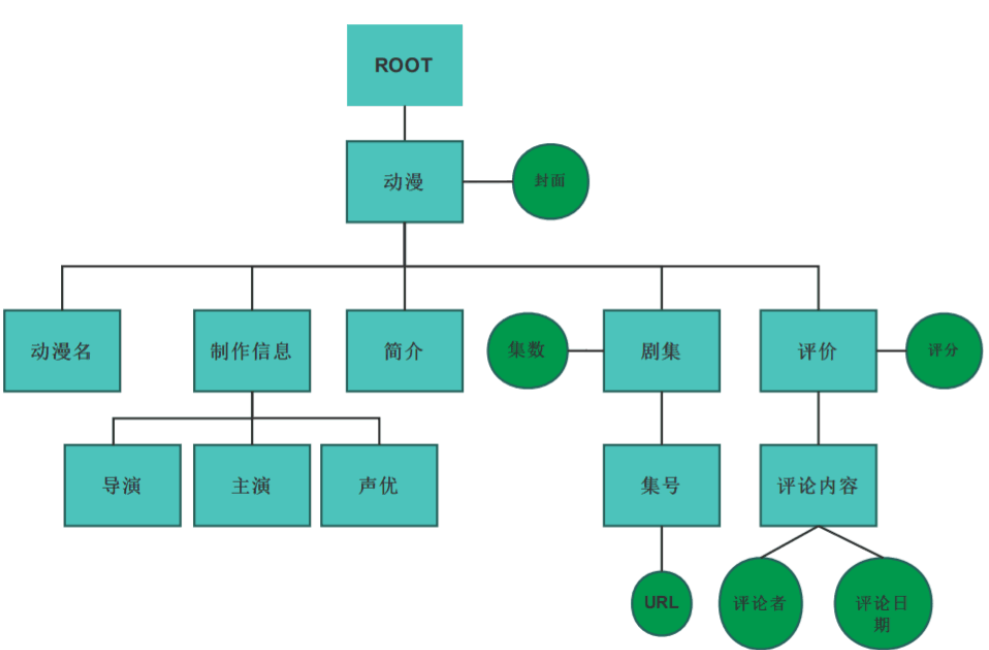 ROOT
动漫
封面
动漫名
制作信息
简介
集数
剧集
评价
评分
导演
主演
声优
集号
评论内容
URL
评论者
评论日
期